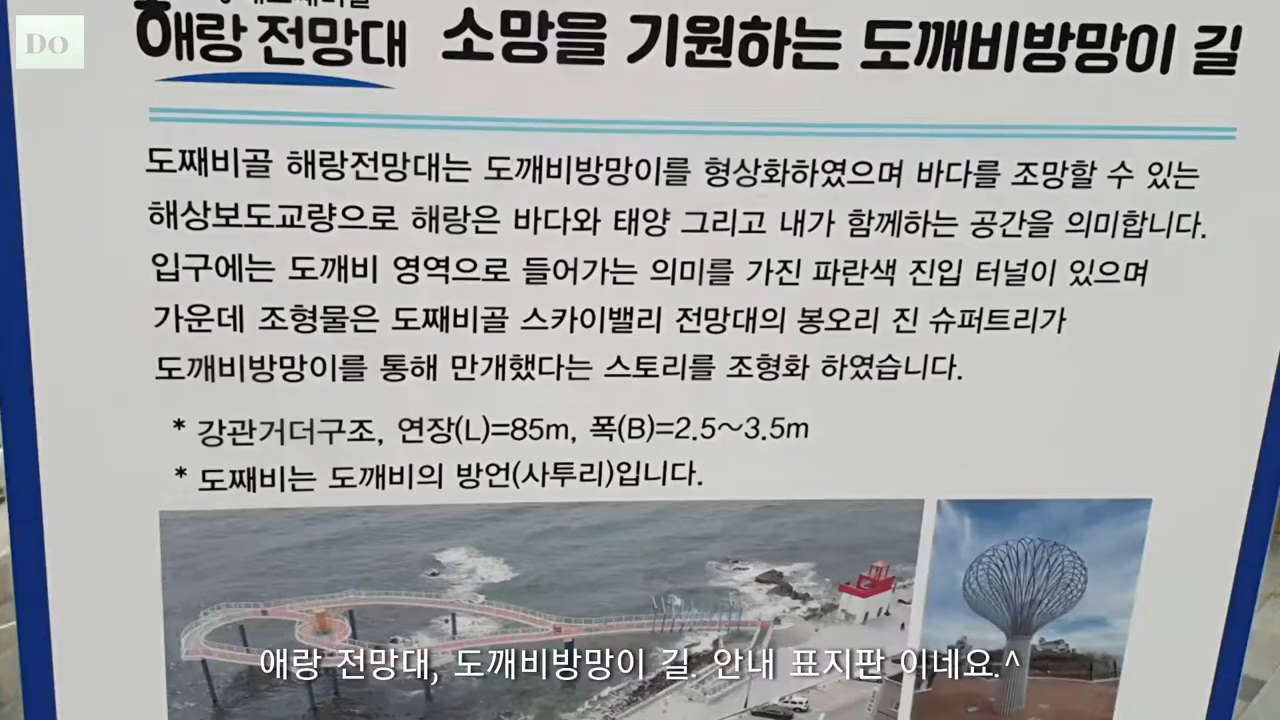 DO
해랑 전망대 소망을 기원하는 도깨비방망이 길
도째비골 해랑전망대는 도깨비방망이를 형상화하였으며 바다를 조망할 수 있는
해상보도교량으로 해랑은 바다와 태양 그리고 내가 함께하는 공간을 의미합니다.
입구에는 도깨비 영역으로 들어가는 의미를 가진 파란색 진입 터널이 있으며
가운데 조형물은 도째비골 스카이밸리 전망대의 봉오리 진 슈퍼트리가
도깨비방망이를 통해 만개했다는 스토리를 조형화 하였습니다.
* 강관거더구조, 연장(L)=85m, 폭(B)=2.5～3.5m
* 도째비는 도깨비의 방언(사투리)입니다.
애랑 전망대, 도깨비방망이 길. 안내 표지판 이네요.^